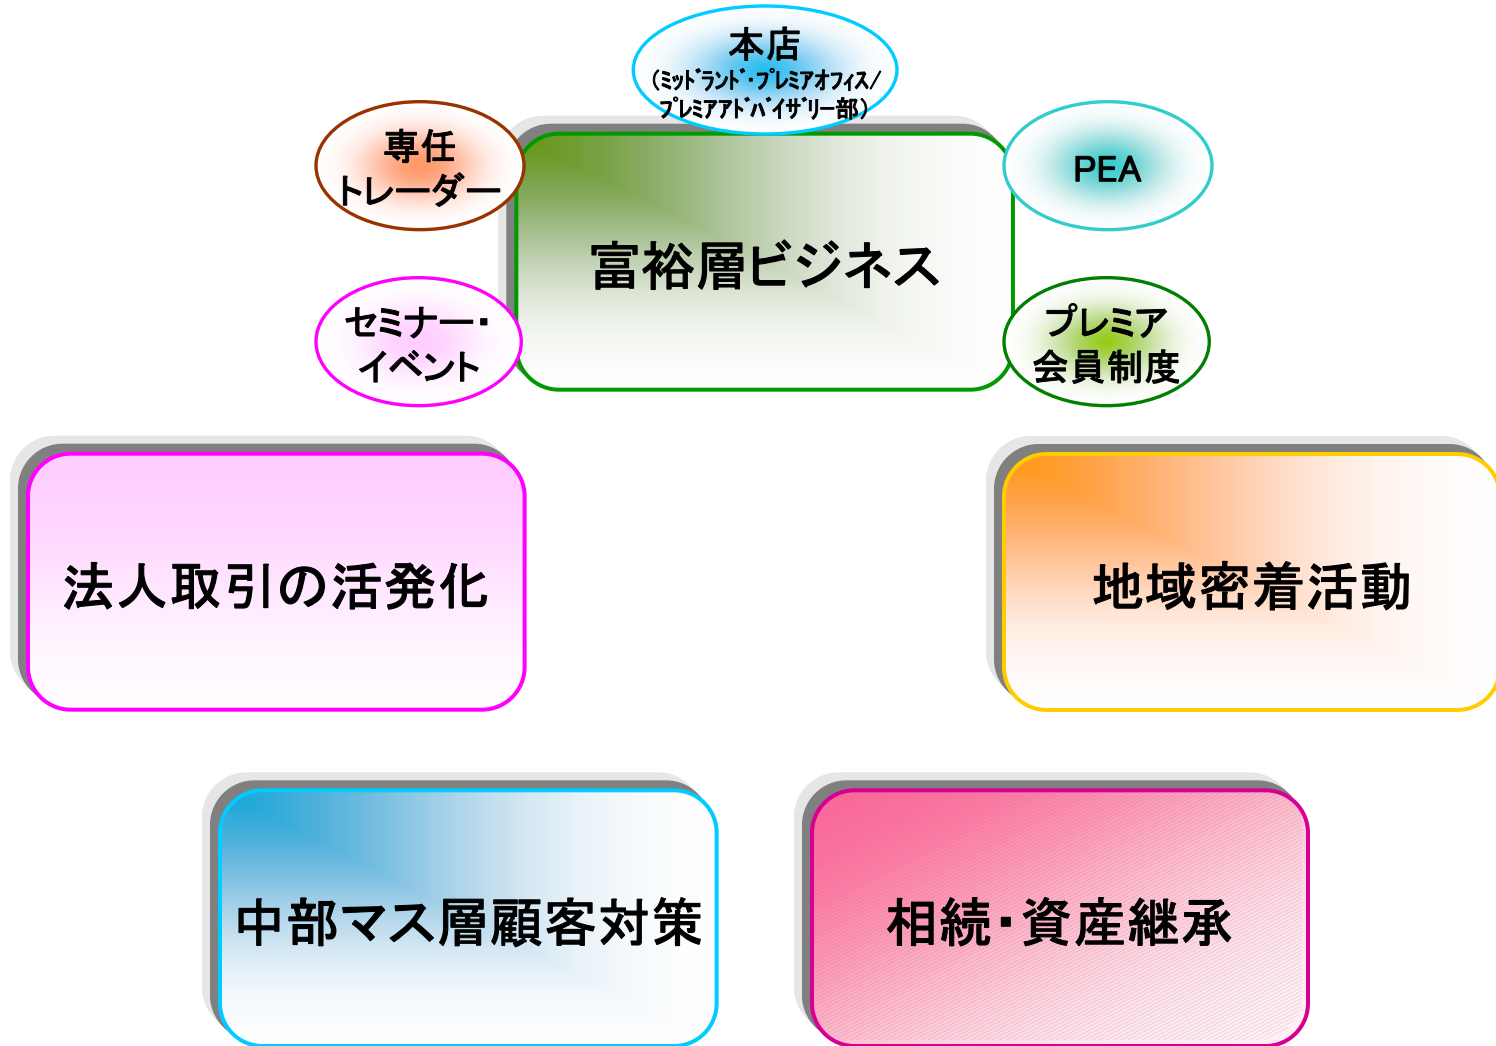 本店
(ﾐｯﾄﾞﾗﾝﾄﾞ・ﾌﾟﾚﾐｱｵﾌｨｽ/
ﾌﾟﾚﾐｱｱﾄﾞﾊﾞｲｻﾞﾘｰ部)
専任
トレーダー
PEA
富裕層ビジネス
セミナー・
イベント
プレミア
会員制度
法人取引の活発化
地域密着活動
中部マス層顧客対策
相続・資産継承